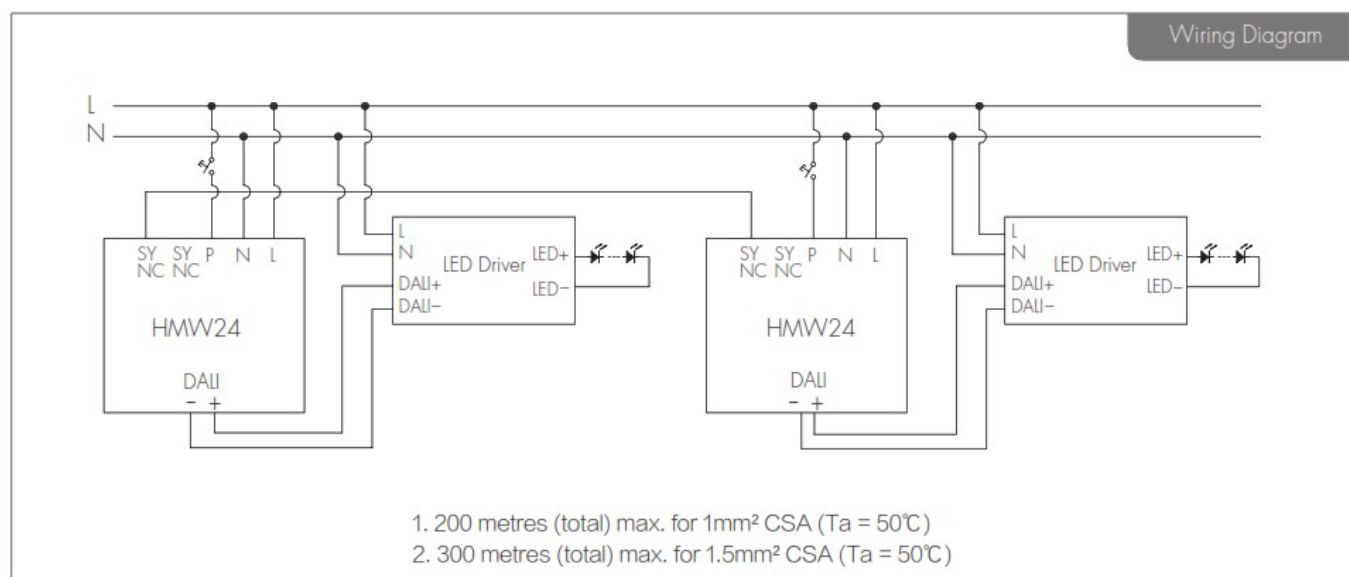 Wiring Diagram
L
N
SY NC SY NC P N L
HMW24
DALI
- +
L
N
DALI+
DALI-
LED Driver
LED+
LED-
SY NC SY NC P N L
HMW24
DALI
- +
L
N
DALI+
DALI-
LED Driver
LED+
LED-
1. 200 metres (total) max. for 1mm² CSA (Ta = 50℃)
2. 300 metres (total) max. for 1.5mm² CSA (Ta = 50℃)